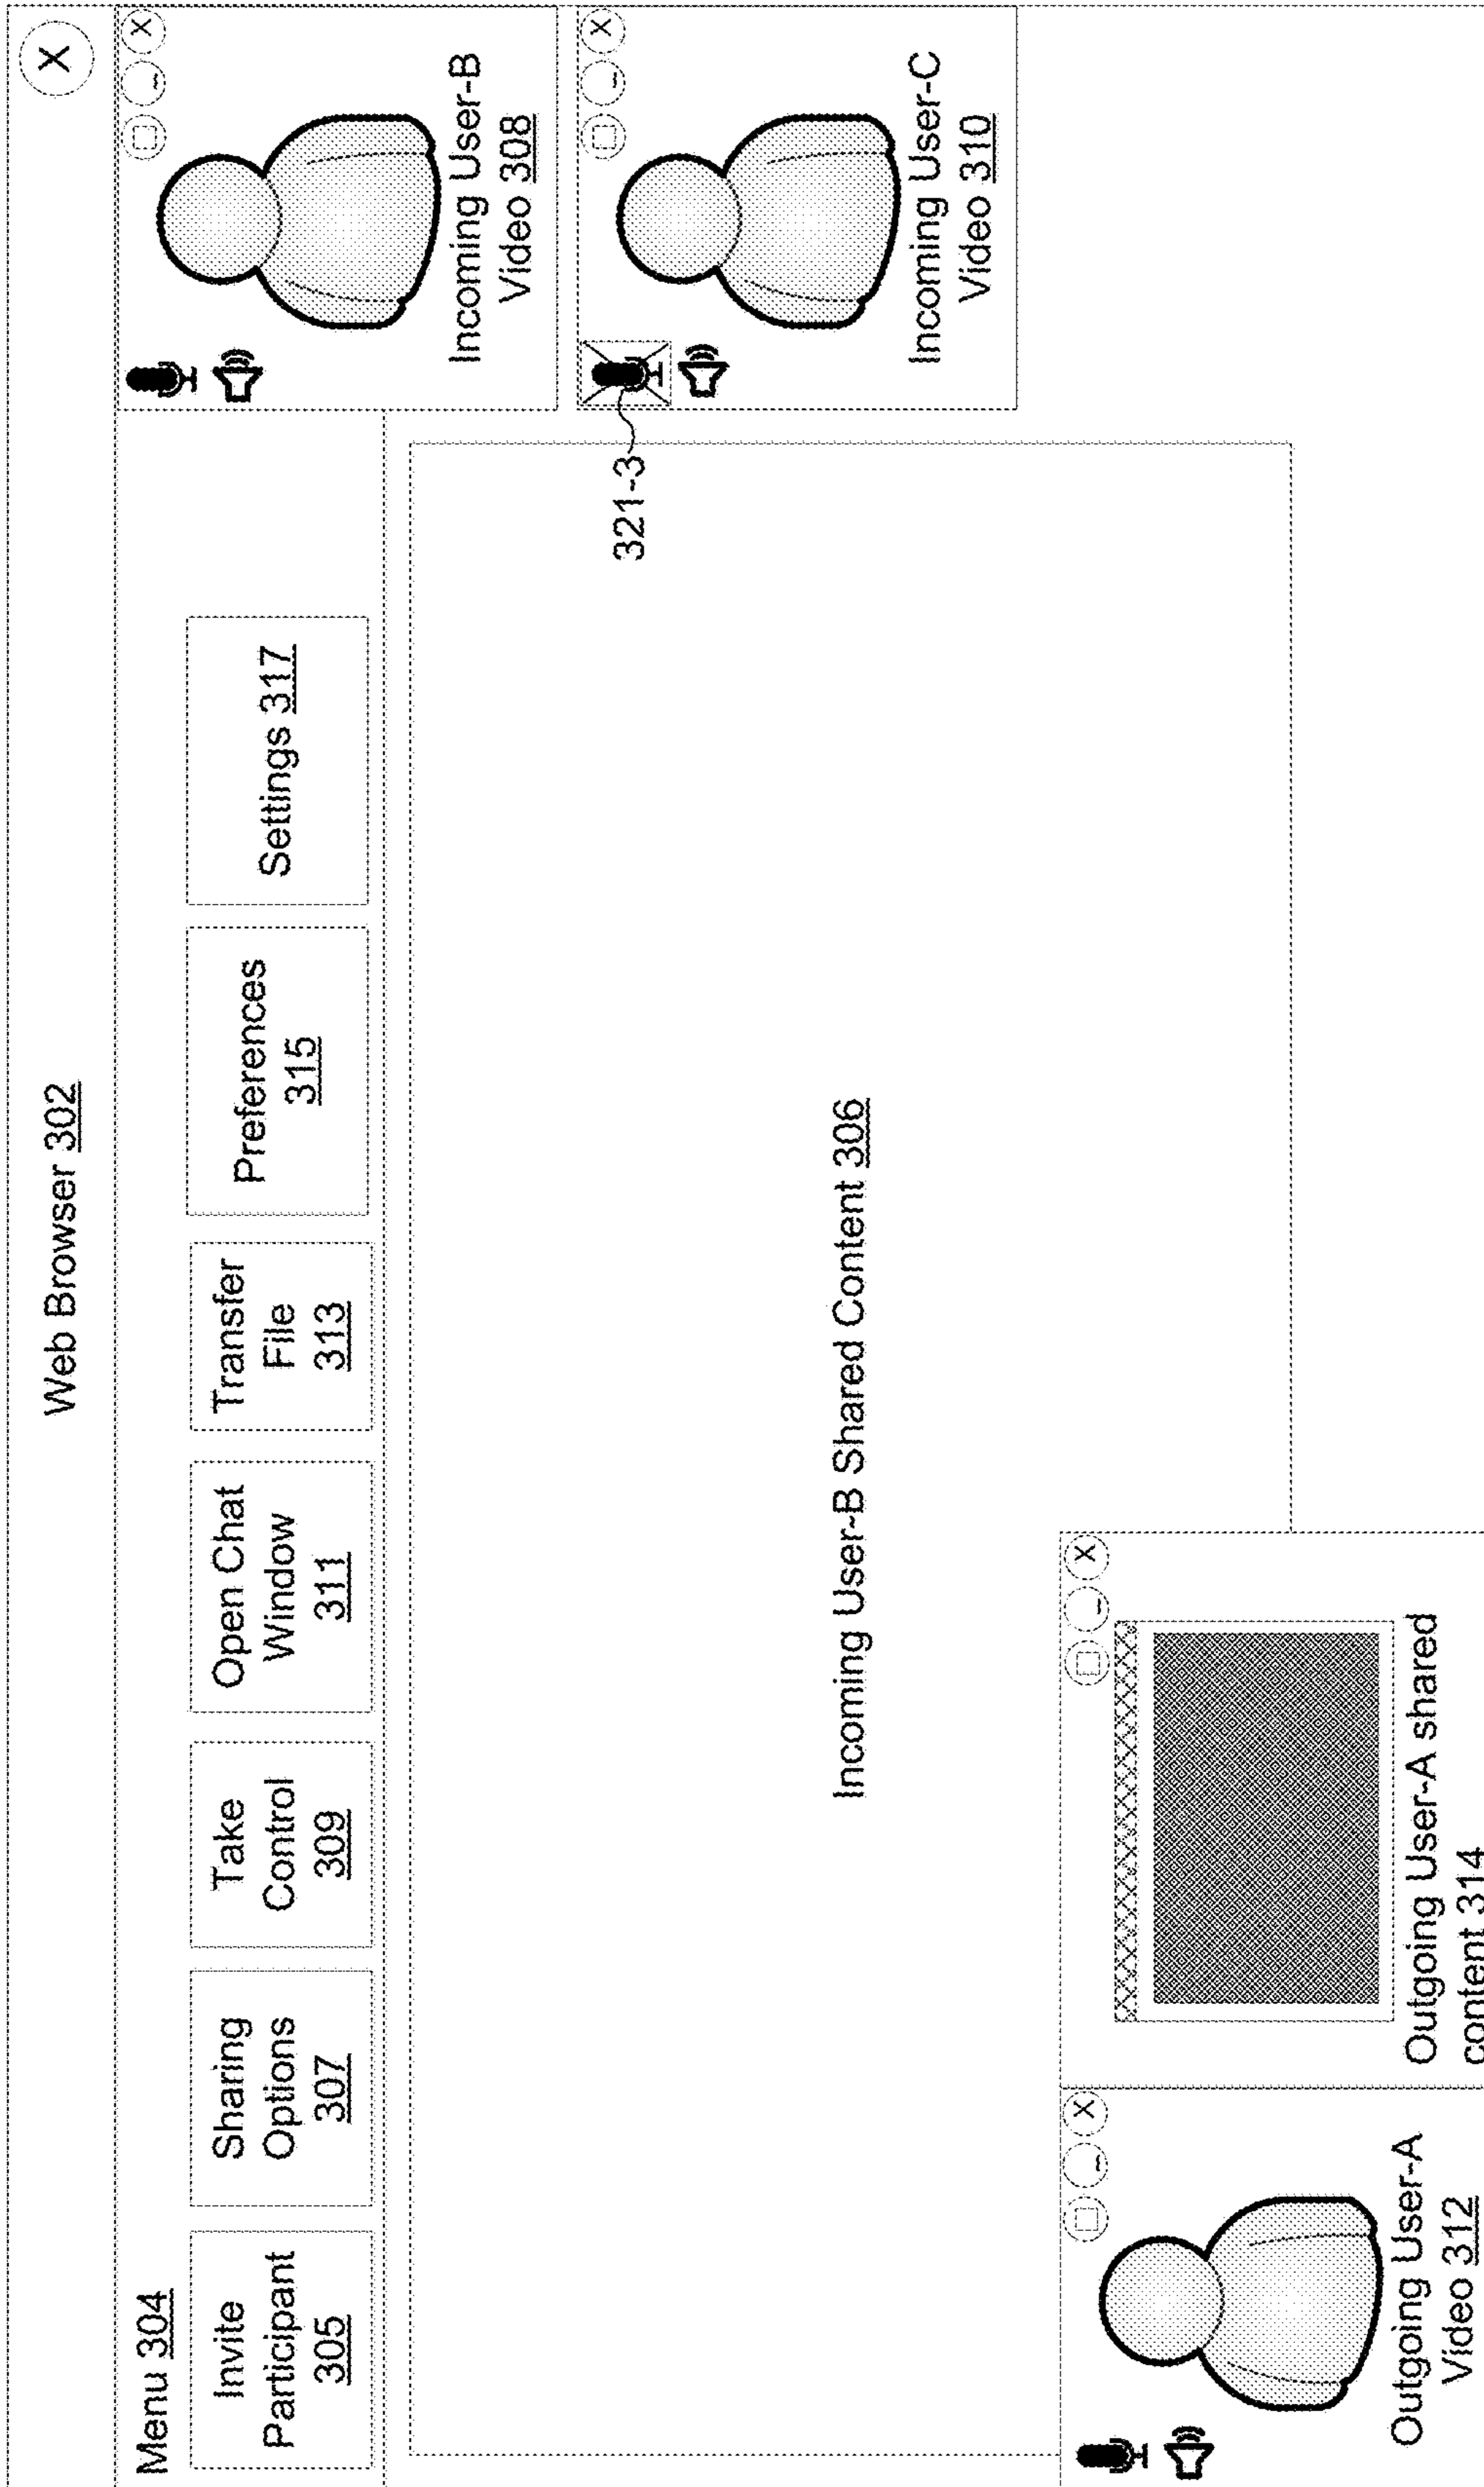 Web Browser 302
X
Menu 304
Invite
Participant
305
Sharing
Options
307
Take
Control
309
Open Chat
Window
311
Transfer
File
313
Preferences
315
Settings 317
X
Incoming User-B
Video 308
X
321-3
Incoming User-C
Video 310
Incoming User-B Shared Content 306
X
Outgoing User-A
Video 312
X
Outgoing User-A shared
content 314